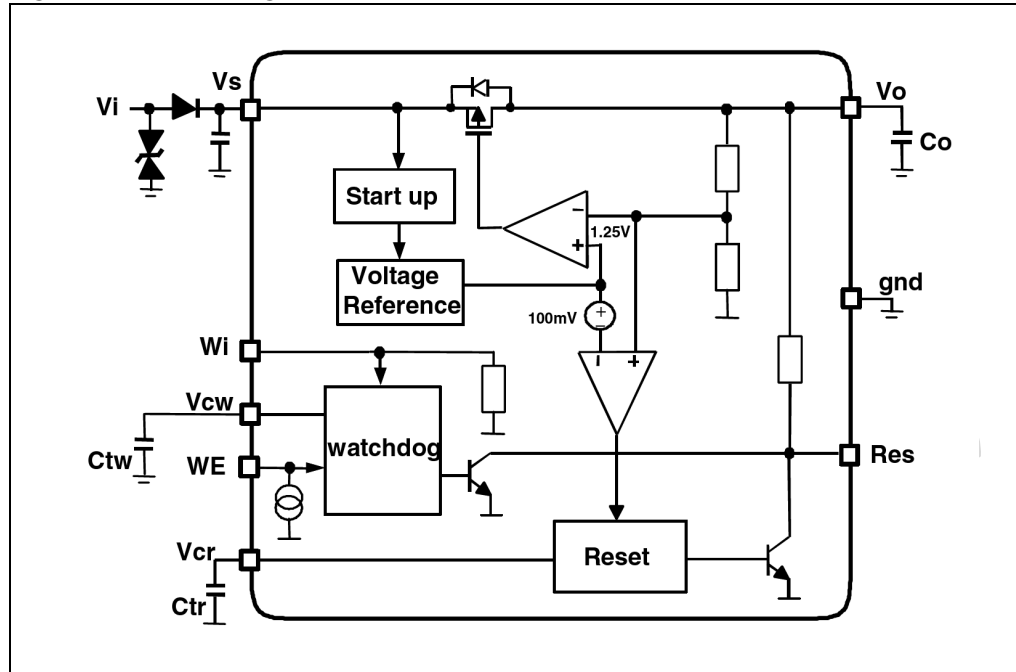 Vs
Vi
Vo
Co
Start up
−
1.25V
+
Voltage
Reference
gnd
+
−
100mV
Wi
− +
Vcw
watchdog
Ctw
WE
Res
Vcr
Reset
Ctr